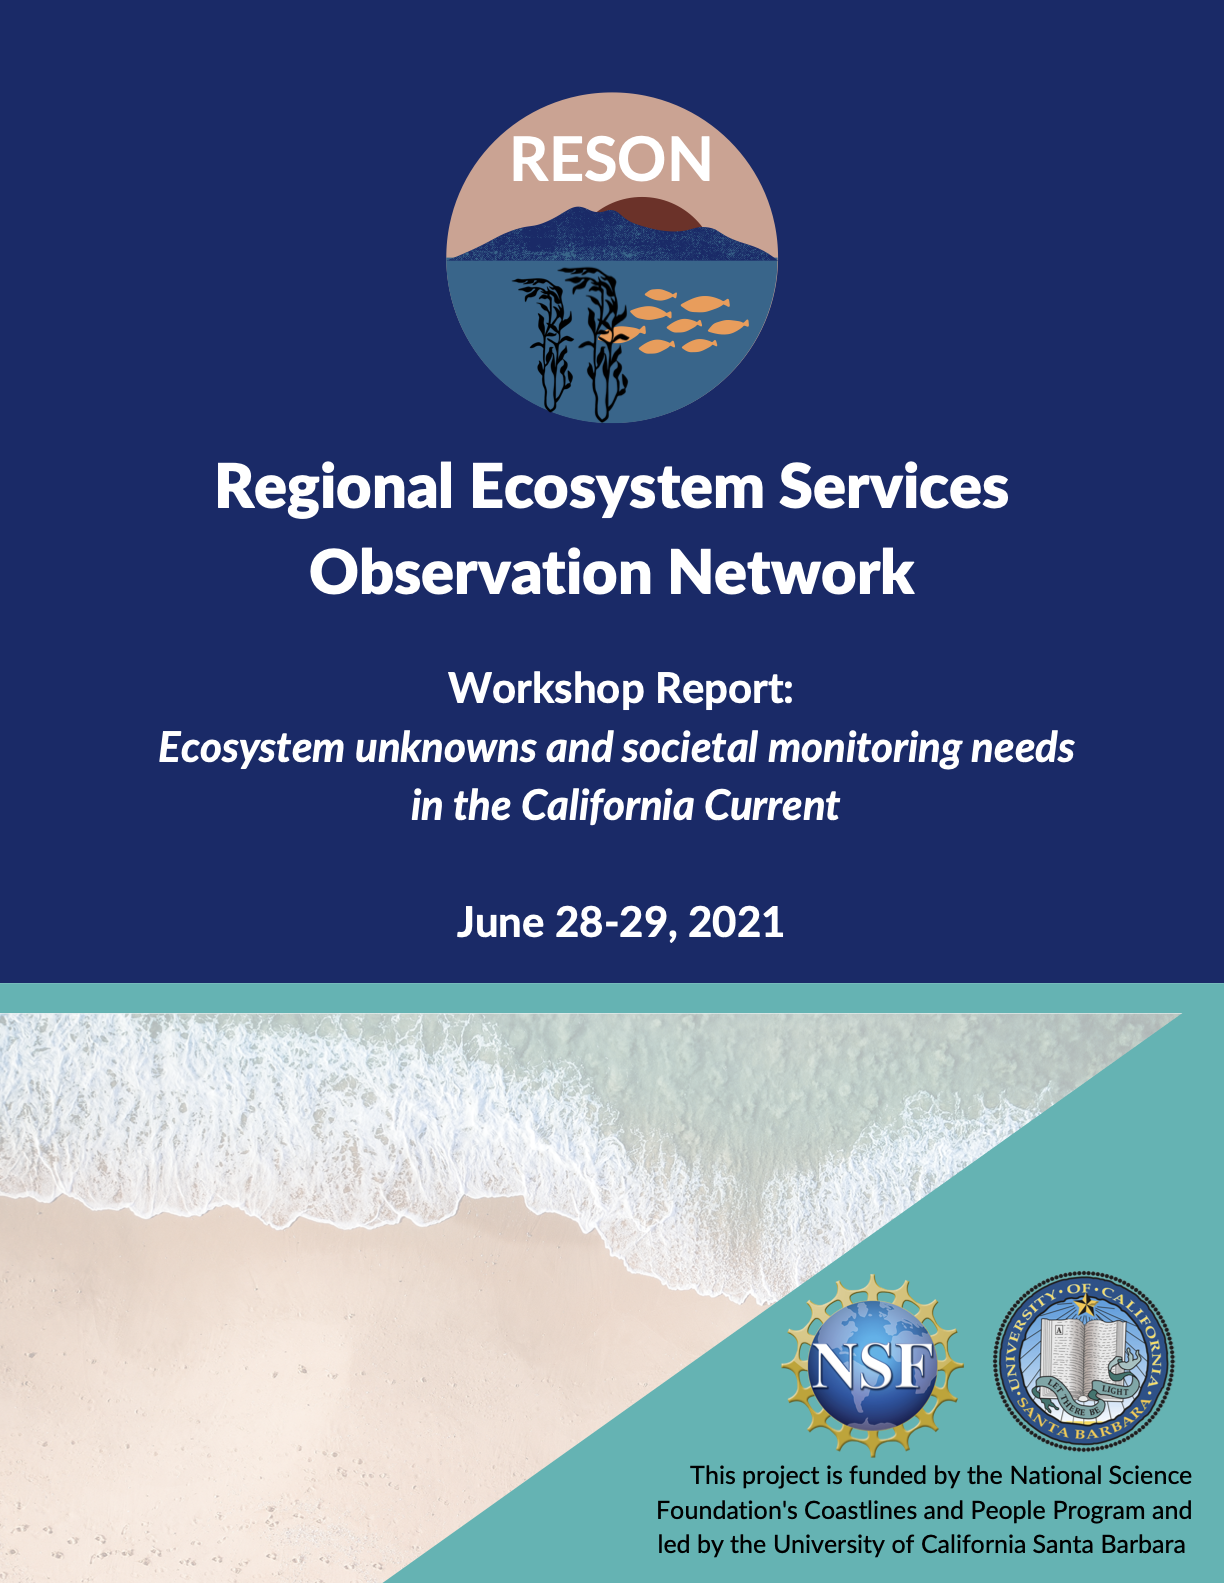 RESON
Regional Ecosystem Services
Observation Network
Workshop Report:
Ecosystem unknowns and societal monitoring needs
in the California Current
June 28-29, 2021
NSF
UNIVERSITY · OF · CALIFORNIA
· SANTA BARBARA ·
A
LET THERE BE
LIGHT
This project is funded by the National Science
Foundation's Coastlines and People Program and
led by the University of California Santa Barbara